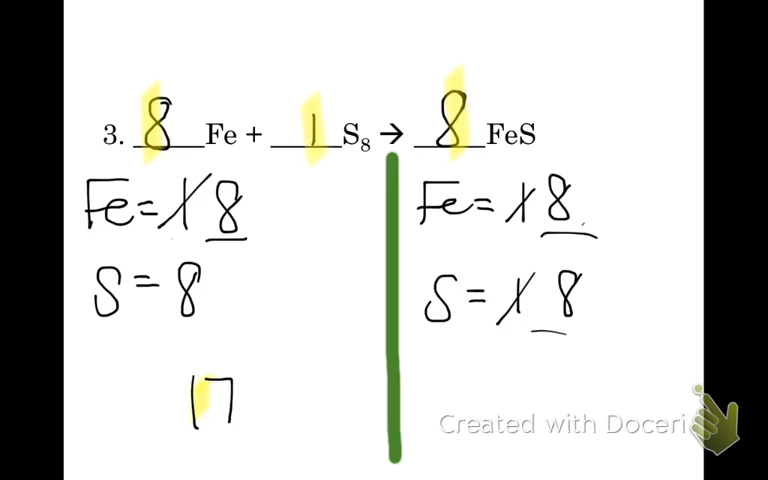 3. 8 Fe + 1 S₈ → 8 FeS
Fe = 1 8
Fe = 1 8
S = 8
S = 1 8
17
Created with Doceri